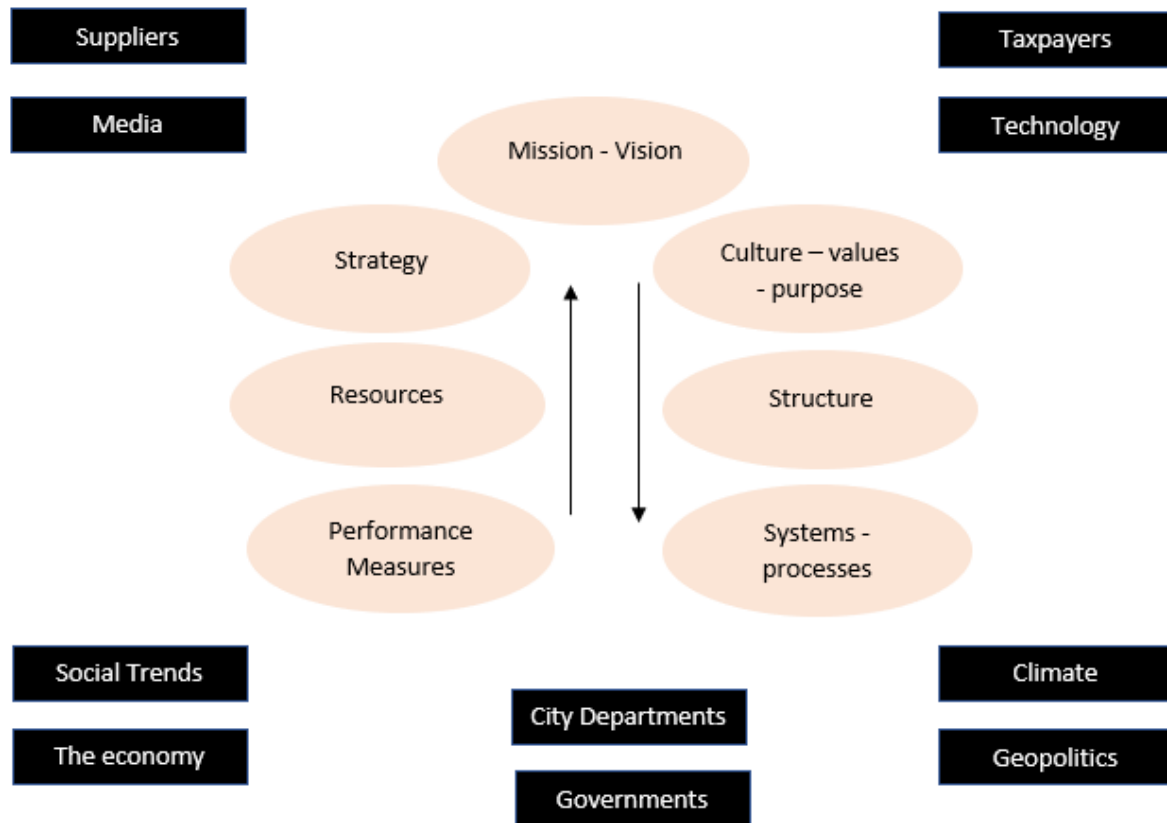 Suppliers
Taxpayers
Media
Technology
Mission - Vision
Strategy
Culture – values
- purpose
Resources
Structure
Performance
Measures
Systems -
processes
Social Trends
Climate
City Departments
The economy
Geopolitics
Governments